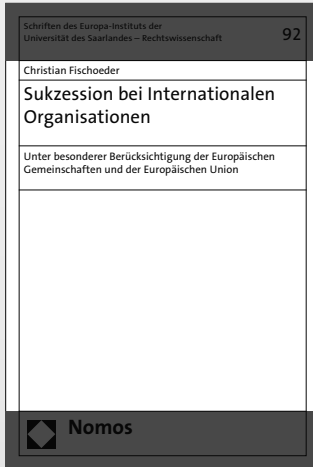 Schriften des Europa-Instituts der
Universität des Saarlandes – Rechtswissenschaft
92
Christian Fischoeder
Sukzession bei Internationalen
Organisationen
Unter besonderer Berücksichtigung der Europäischen
Gemeinschaften und der Europäischen Union
Nomos